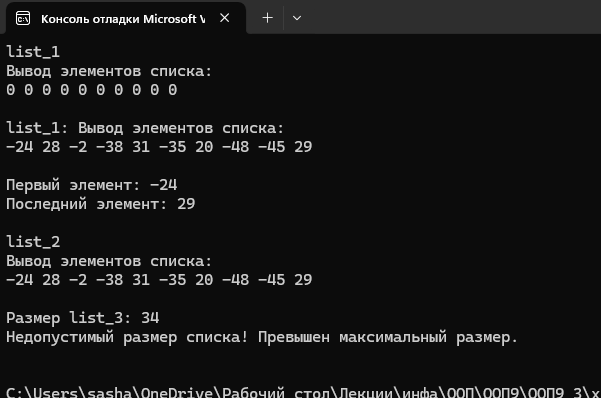 Консоль отладки Microsoft V
list_1
Вывод элементов списка:
0 0 0 0 0 0 0 0 0 0
list_1: Вывод элементов списка:
-24 28 -2 -38 31 -35 20 -48 -45 29
Первый элемент: -24
Последний элемент: 29
list_2
Вывод элементов списка:
-24 28 -2 -38 31 -35 20 -48 -45 29
Размер list_3: 34
Недопустимый размер списка! Превышен максимальный размер.
C:\Users\sasha\OneDrive\Рабочий стол\Лекции\инфа\ООП\ООП9\ООП9_3\x